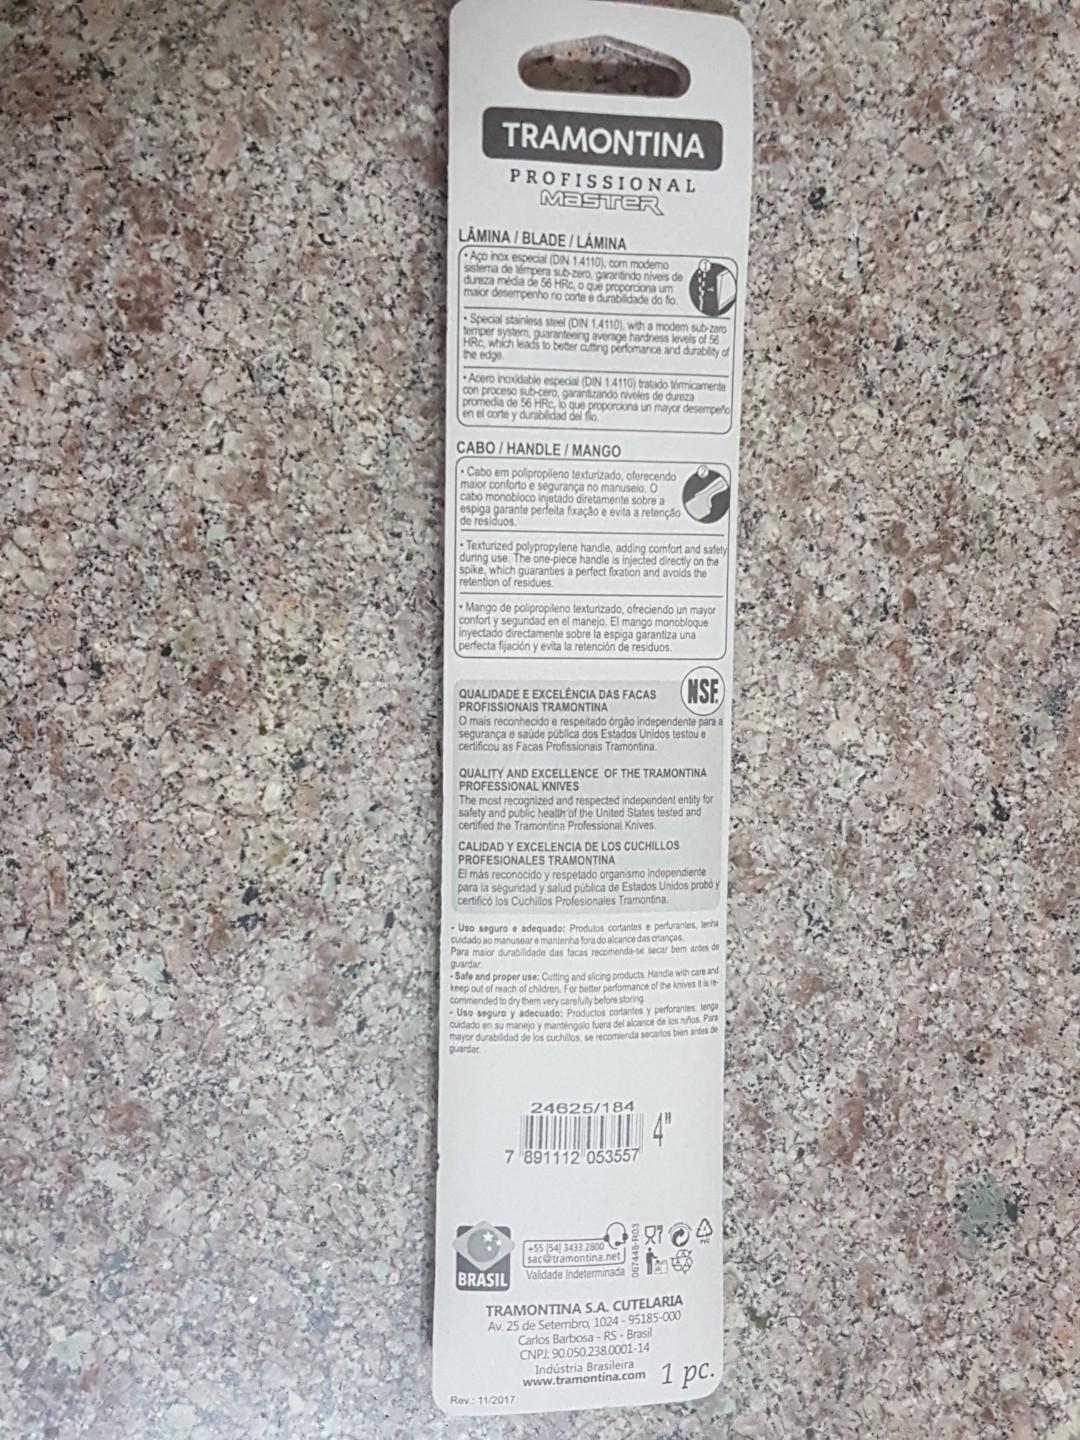 TRAMONTINA
PROFISSIONAL
MASTER
LÂMINA / BLADE / LÁMINA
• Aço inox especial (DIN 1.4110), com moderno
sistema de têmpera sub-zero, garantindo níveis de
dureza média de 56 HRc, o que proporciona um
maior desempenho no corte e durabilidade do fio.
1
• Special stainless steel (DIN 1.4110), with a modern sub-zero
temper system, guaranteeing average hardness levels of 56
HRc, which leads to better cutting perfomance and durability of
the edge.
• Acero inoxidable especial (DIN 1.4110) tratado térmicamente
con proceso sub-cero, garantizando niveles de dureza
promedia de 56 HRc, lo que proporciona un mayor desempeño
en el corte y durabilidad del filo.
CABO / HANDLE / MANGO
• Cabo em polipropileno texturizado, oferecendo
maior conforto e segurança no manuseio. O
cabo monobloco injetado diretamente sobre a
espiga garante perfeita fixação e evita a retenção
de resíduos.
2
• Texturized polypropylene handle, adding comfort and safety
during use. The one-piece handle is injected directly on the
spike, which guaranties a perfect fixation and avoids the
retention of residues.
• Mango de polipropileno texturizado, ofreciendo un mayor
confort y seguridad en el manejo. El mango monobloque
inyectado directamente sobre la espiga garantiza una
perfecta fijación y evita la retención de residuos.
NSF.
QUALIDADE E EXCELÊNCIA DAS FACAS
PROFISSIONAIS TRAMONTINA
O mais reconhecido e respeitado órgão independente para a
segurança e saúde pública dos Estados Unidos testou e
certificou as Facas Profissionais Tramontina.
QUALITY AND EXCELLENCE OF THE TRAMONTINA
PROFESSIONAL KNIVES
The most recognized and respected independent entity for
safety and public health of the United States tested and
certified the Tramontina Professional Knives.
CALIDAD Y EXCELENCIA DE LOS CUCHILLOS
PROFESIONALES TRAMONTINA
El más reconocido y respetado organismo independiente
para la seguridad y salud pública de Estados Unidos probó y
certificó los Cuchillos Profesionales Tramontina.
- Uso seguro e adequado: Produtos cortantes e perfurantes, tenha
cuidado ao manusear e mantenha fora do alcance das crianças.
Para maior durabilidade das facas recomenda-se secar bem antes de
guardar.
- Safe and proper use: Cutting and slicing products. Handle with care and
keep out of reach of children. For better performance of the knives it is re-
commended to dry them very carefully before storing.
- Uso seguro y adecuado: Productos cortantes y perforantes: tenga
cuidado en su manejo y manténgalo fuera del alcance de los niños. Para
mayor durabilidad de los cuchillos, se recomienda secarlos bien antes de
guardar.
24625/184
4"
7 891112 053557
BRASIL
+55 [54] 3433.2800
sac@tramontina.net
Validade Indeterminada
067448-R03
PVC
TRAMONTINA S.A. CUTELARIA
Av. 25 de Setembro, 1024 - 95185-000
Carlos Barbosa - RS - Brasil
CNPJ: 90.050.238.0001-14
Indústria Brasileira
www.tramontina.com
1 pc.
Rev.: 11/2017